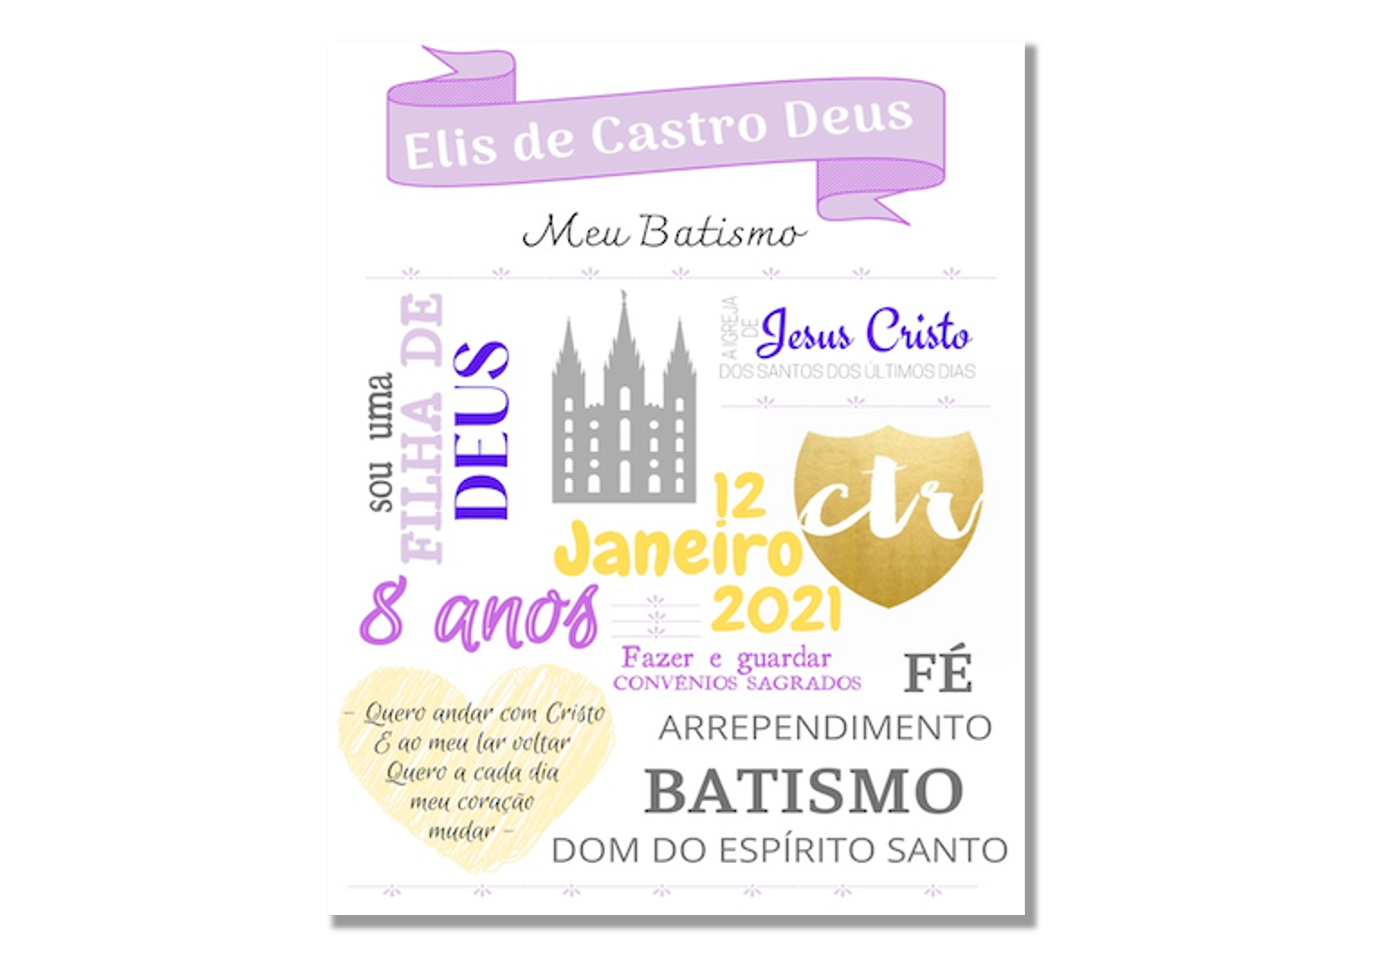 Elis de Castro Deus
Meu Batismo
sou uma
FILHA DE
DEUS
A IGREJA
DE
Jesus Cristo
DOS SANTOS DOS ÚLTIMOS DIAS
ctr
12
Janeiro
2021
8 anos
Fazer e guardar
CONVÊNIOS SAGRADOS
- Quero andar com Cristo
E ao meu lar voltar
Quero a cada dia
meu coração
mudar -
FÉ
ARREPENDIMENTO
BATISMO
DOM DO ESPÍRITO SANTO